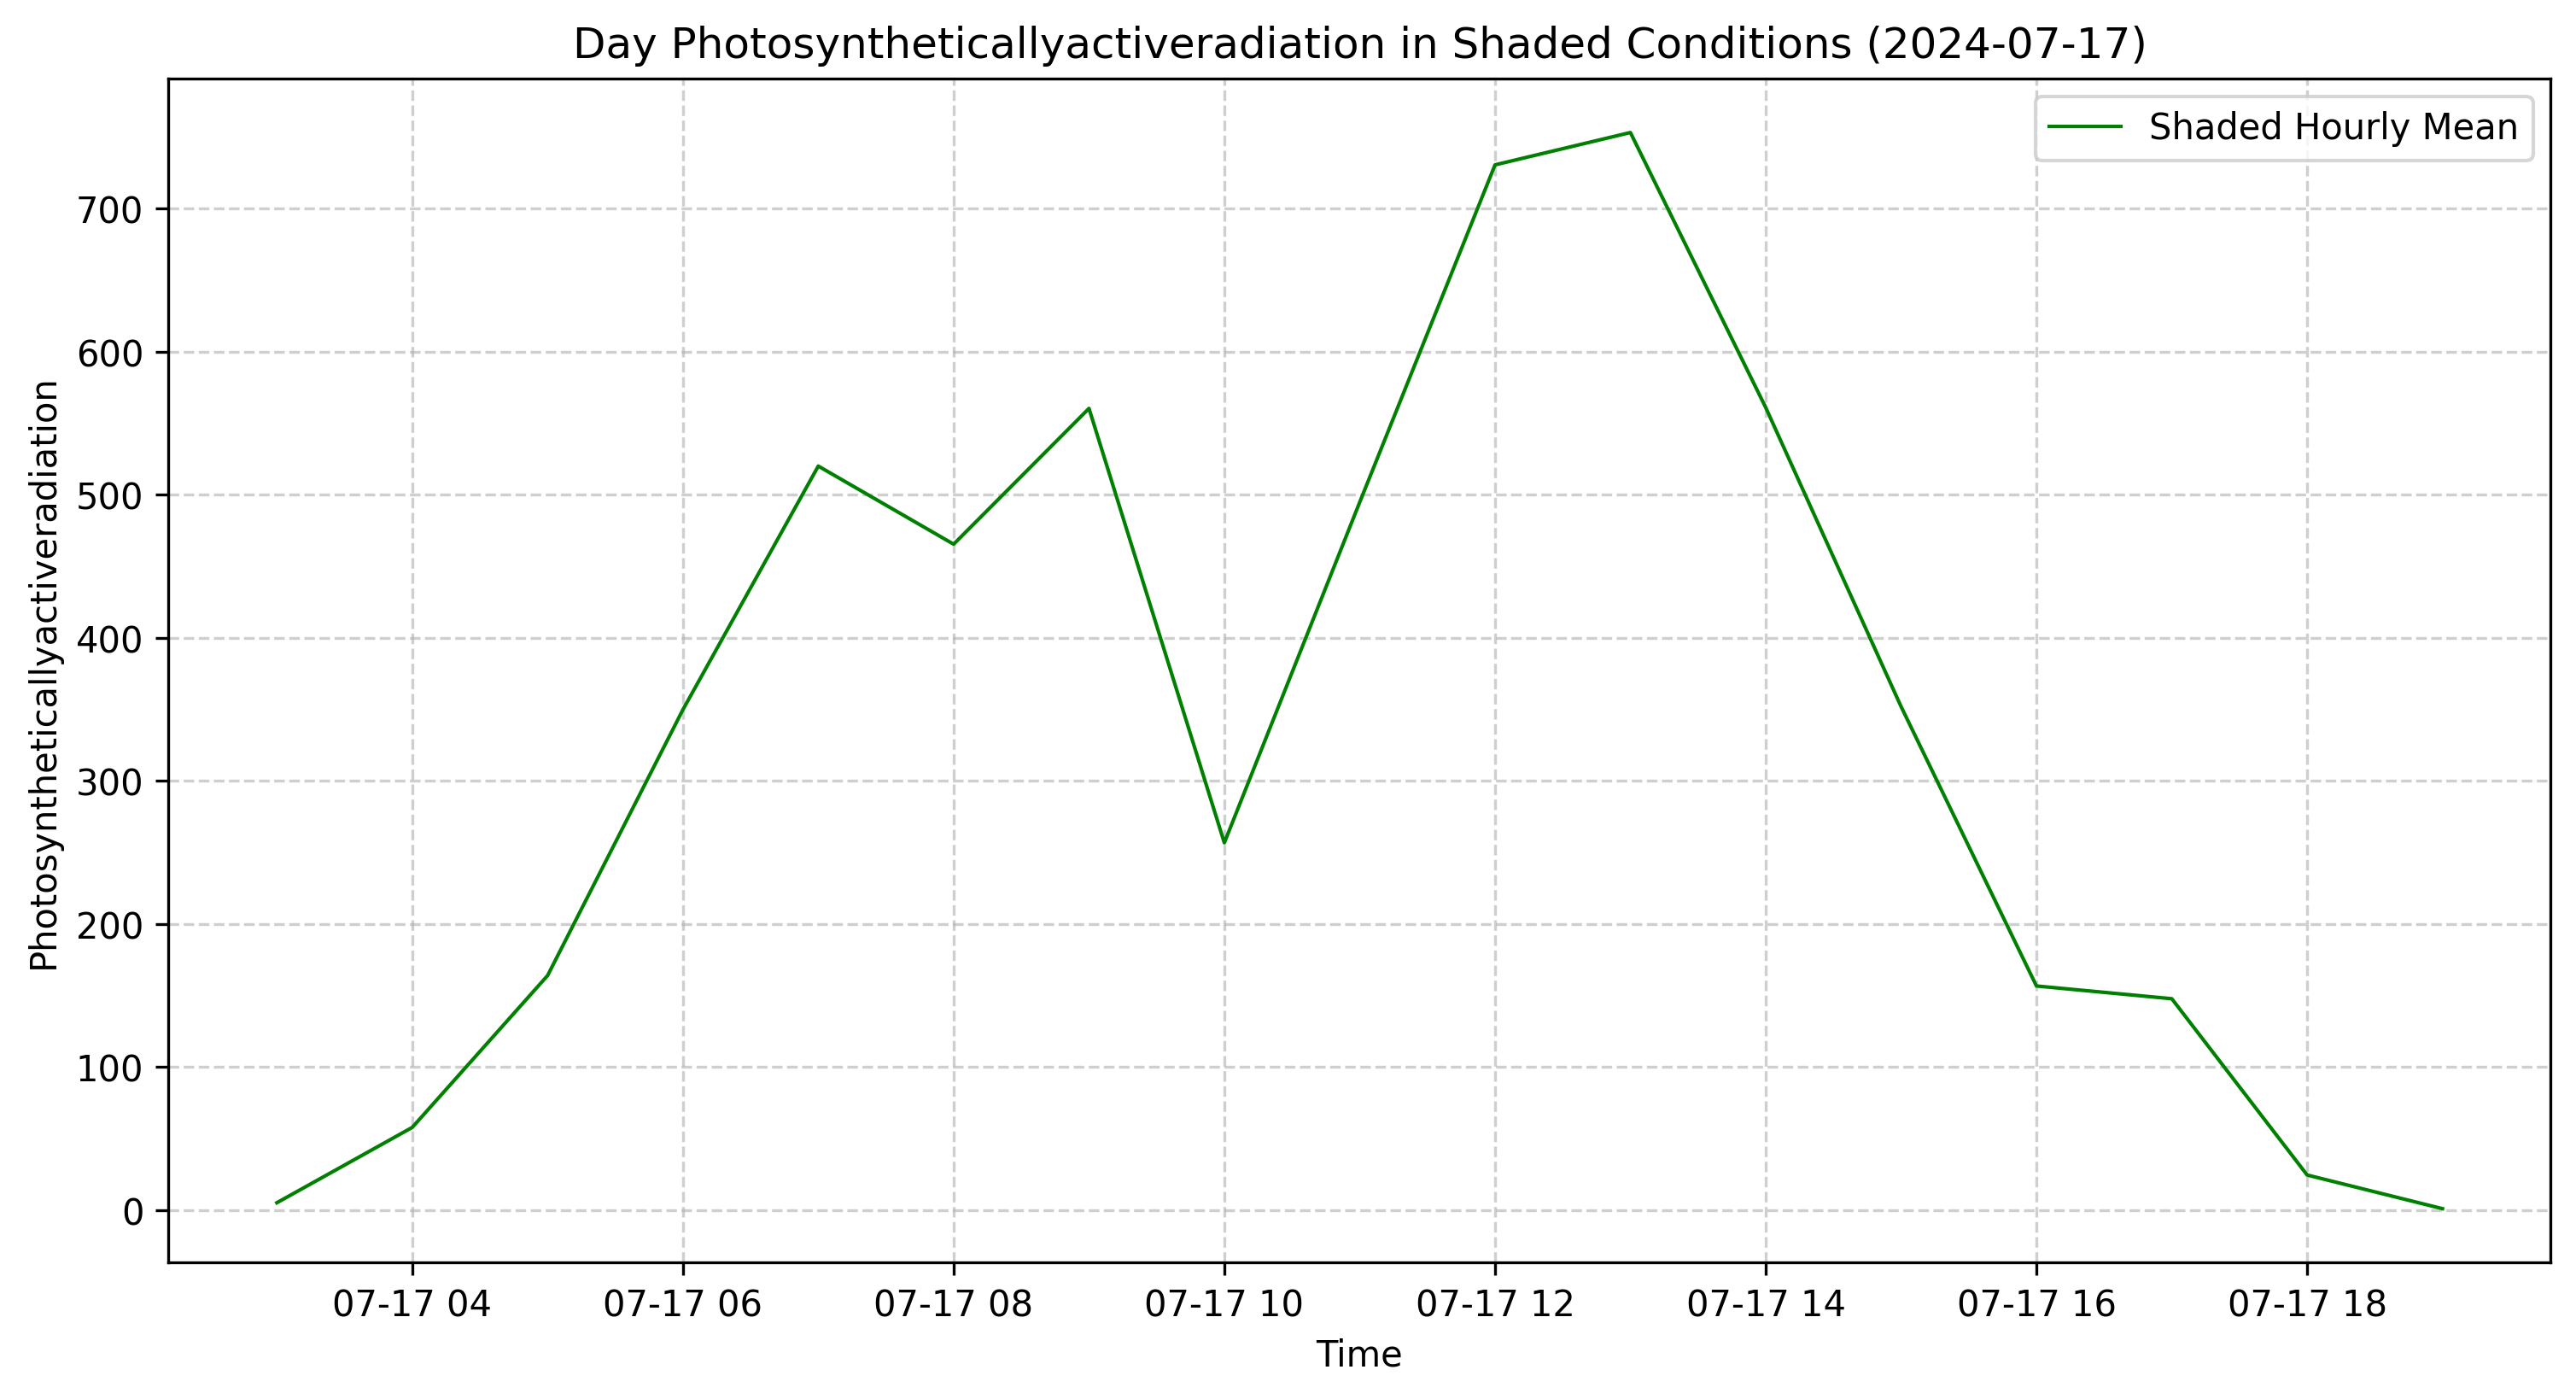 Day Photosyntheticallyactiveradiation in Shaded Conditions (2024-07-17)
Shaded Hourly Mean
Photosyntheticallyactiveradiation
700
600
500
400
300
200
100
0
07-17 04 07-17 06 07-17 08 07-17 10 07-17 12 07-17 14 07-17 16 07-17 18
Time